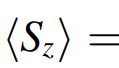 ⟨S_z⟩ =